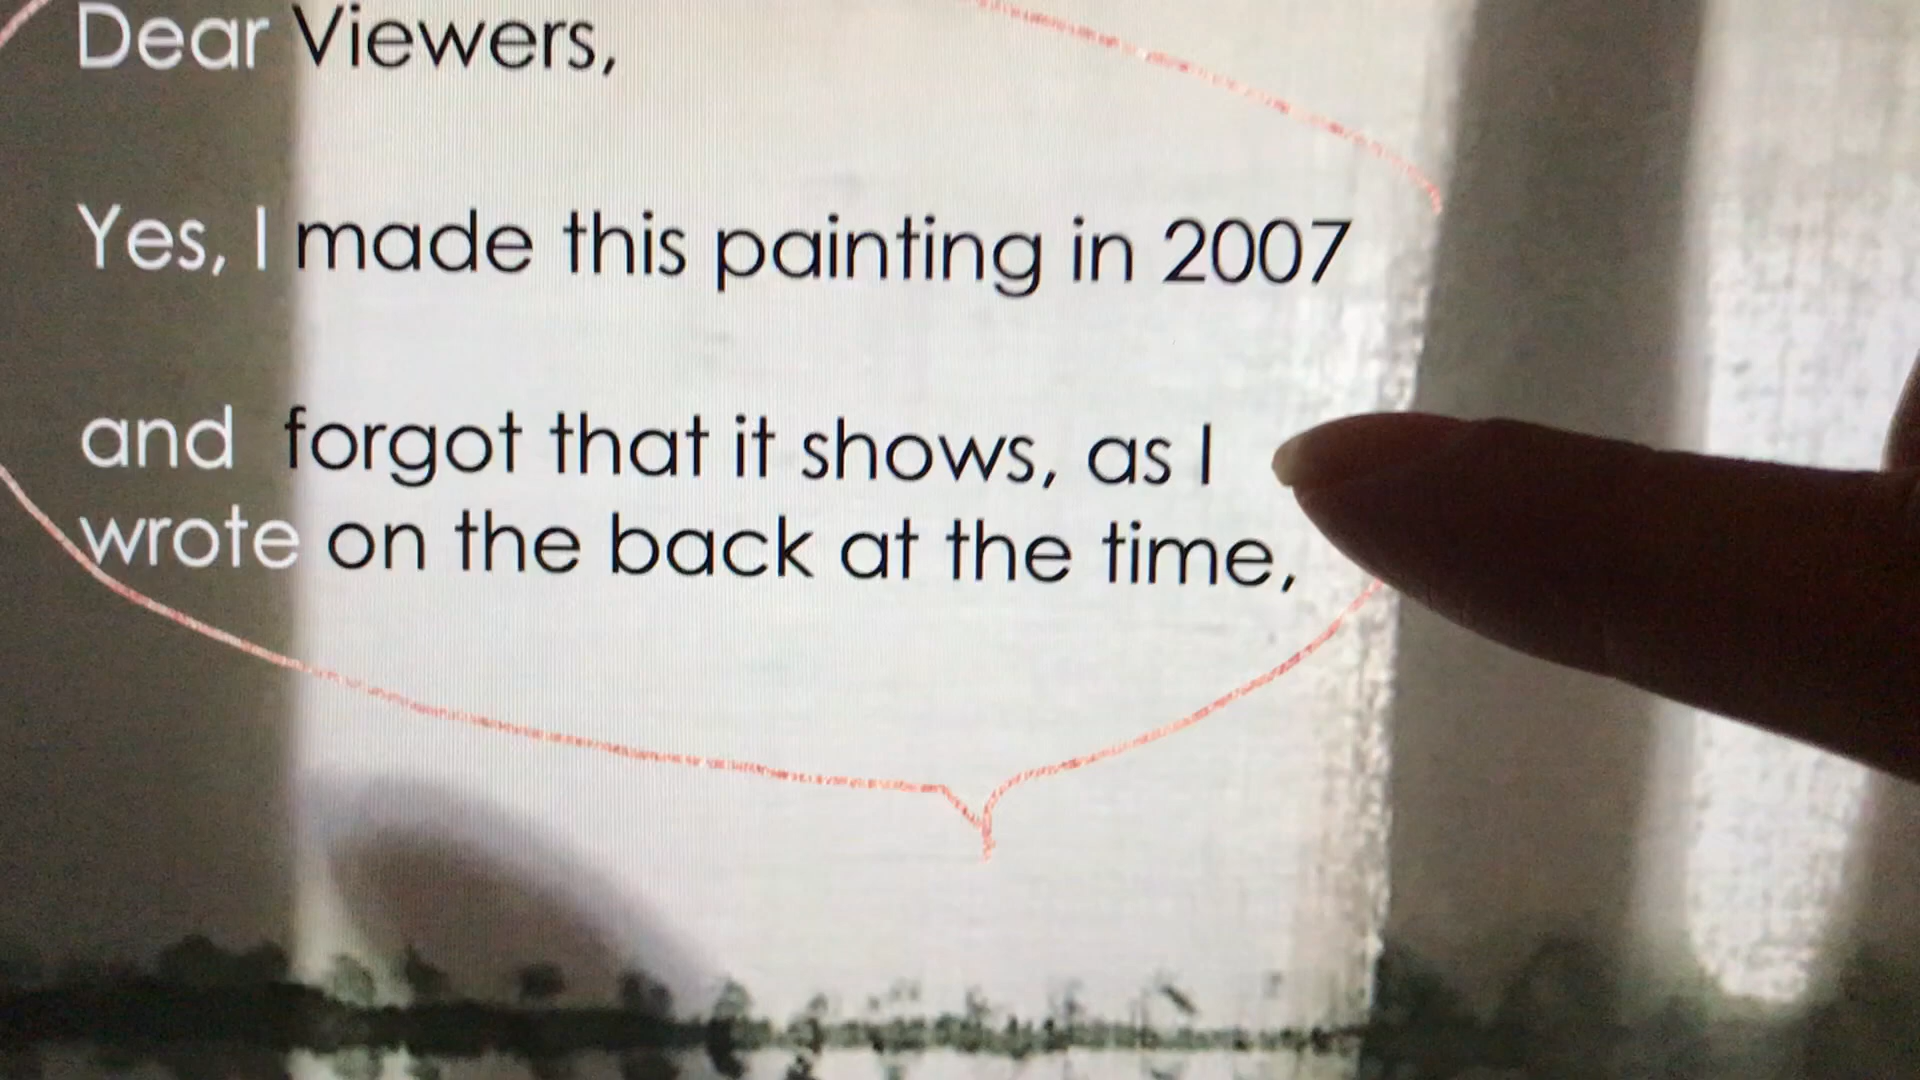 Dear Viewers,
Yes, I made this painting in 2007
and forgot that it shows, as I
wrote on the back at the time,